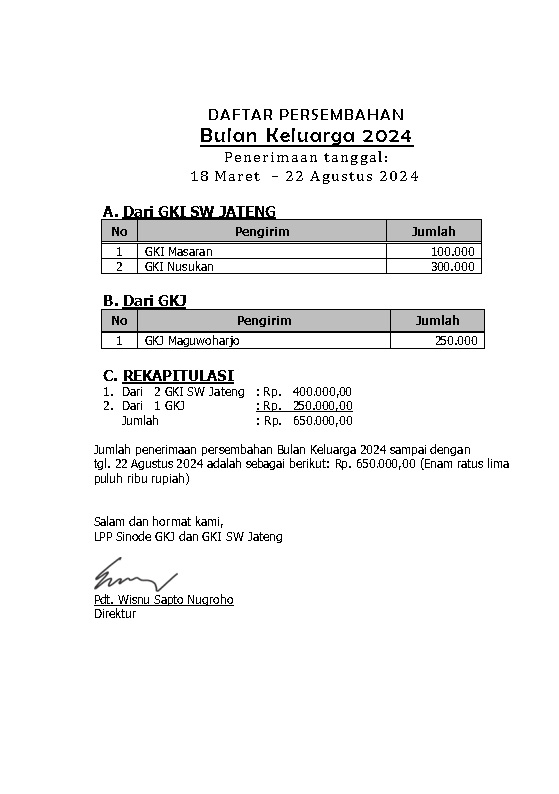 DAFTAR PERSEMBAHAN
Bulan Keluarga 2024
Penerimaan tanggal:
18 Maret – 22 Agustus 2024
A. Dari GKI SW JATENG
No Pengirim Jumlah
1 GKI Masaran 100.000
2 GKI Nusukan 300.000
B. Dari GKJ
No Pengirim Jumlah
1 GKJ Maguwoharjo 250.000
C. REKAPITULASI
1. Dari 2 GKI SW Jateng : Rp. 400.000,00
2. Dari 1 GKJ : Rp. 250.000,00
Jumlah : Rp. 650.000,00
Jumlah penerimaan persembahan Bulan Keluarga 2024 sampai dengan
tgl. 22 Agustus 2024 adalah sebagai berikut: Rp. 650.000,00 (Enam ratus lima
puluh ribu rupiah)
Salam dan hormat kami,
LPP Sinode GKJ dan GKI SW Jateng
Pdt. Wisnu Sapto Nugroho
Direktur